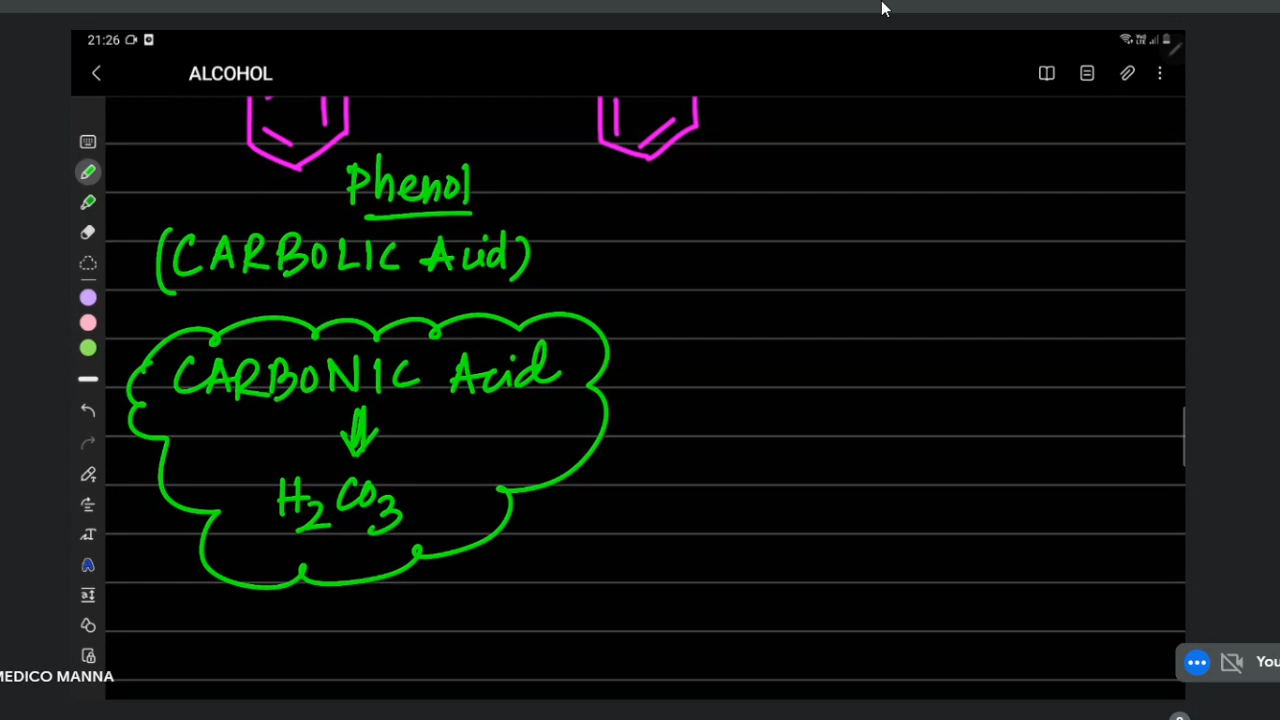 21:26
ALCOHOL
Phenol
(CARBOLIC Acid)
CARBONIC Acid
H2CO3
MEDICO MANNA
You